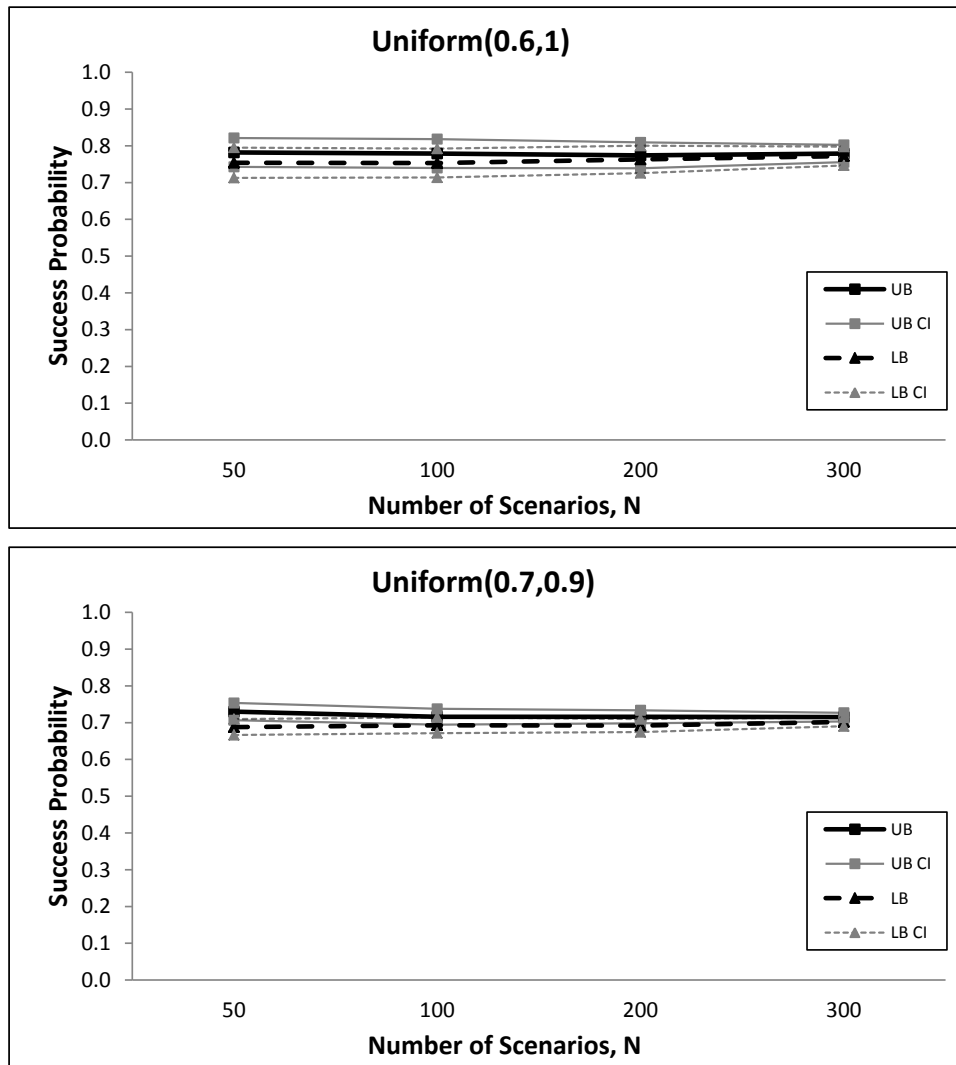 Uniform(0.6,1)
1.0
0.9
0.8
0.7
0.6
0.5
0.4
0.3
0.2
0.1
0.0
Success Probability
50 100 200 300
Number of Scenarios, N
UB
UB CI
LB
LB CI
Uniform(0.7,0.9)
1.0
0.9
0.8
0.7
0.6
0.5
0.4
0.3
0.2
0.1
0.0
Success Probability
50 100 200 300
Number of Scenarios, N
UB
UB CI
LB
LB CI